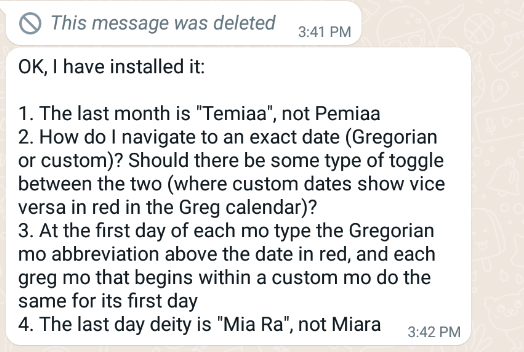 This message was deleted 3:41 PM
OK, I have installed it:
1. The last month is "Temiaa", not Pemiaa
2. How do I navigate to an exact date (Gregorian
or custom)? Should there be some type of toggle
between the two (where custom dates show vice
versa in red in the Greg calendar)?
3. At the first day of each mo type the Gregorian
mo abbreviation above the date in red, and each
greg mo that begins within a custom mo do the
same for its first day
4. The last day deity is "Mia Ra", not Miara 3:42 PM